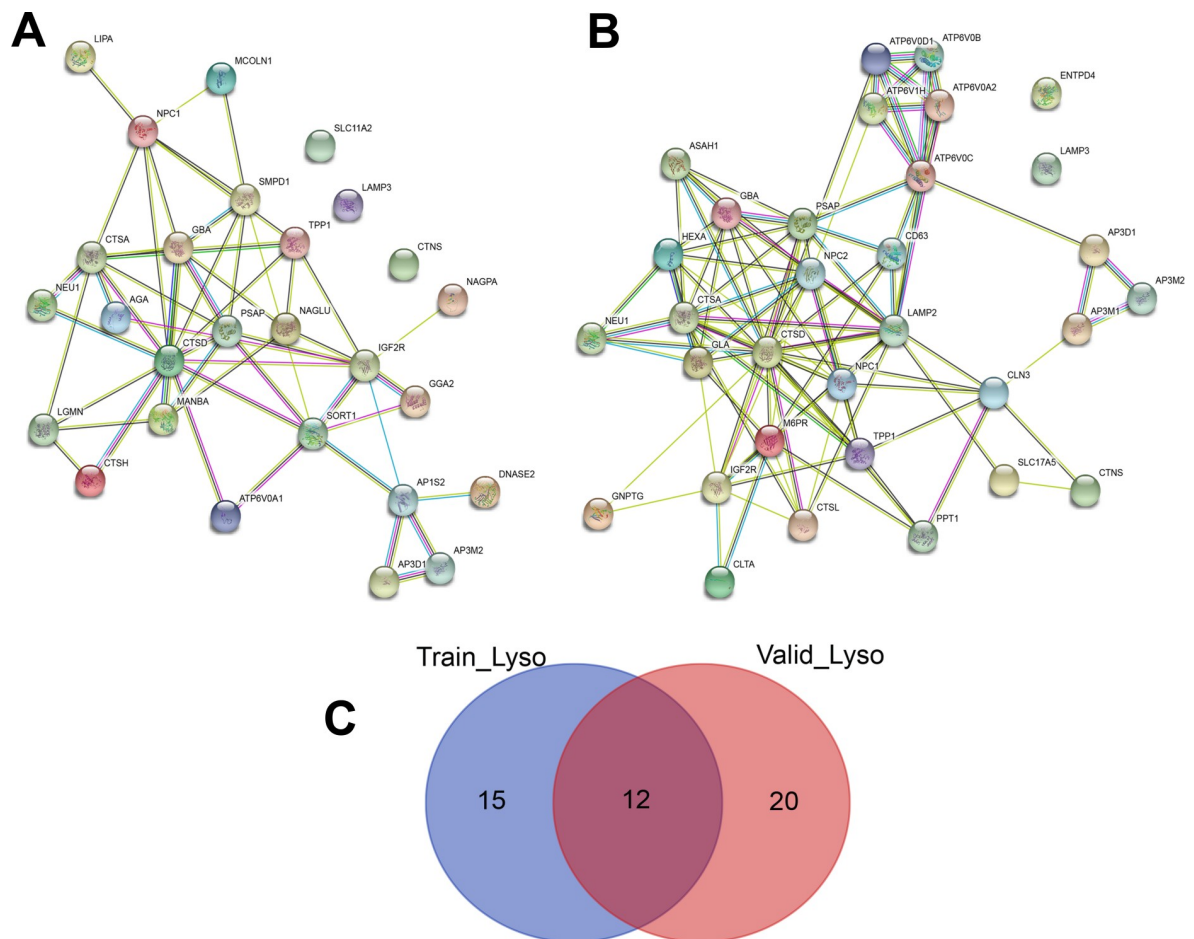 A
LIPA
MCOLN1
NPC1
SLC11A2
SMPD1
LAMP3
TPP1
GBA
CTSA
CTNS
NEU1
AGA
NAGPA
PSAP
NAGLU
CTSD
IGF2R
MANBA
GGA2
LGMN
SORT1
CTSH
ATP6V0A1
AP1S2
DNASE2
AP3D1
AP3M2
B
ATP6V0D1
ATP6V0B
ENTPD4
ATP6V1H
ATP6V0A2
ASAH1
ATP6V0C
LAMP3
GBA
PSAP
HEXA
CD63
AP3D1
NPC2
AP3M2
CTSA
LAMP2
AP3M1
NEU1
CTSD
GLA
NPC1
CLN3
M6PR
TPP1
SLC17A5
CTNS
IGF2R
GNPTG
CTSL
PPT1
CLTA
C
Train_Lyso
Valid_Lyso
15
12
20